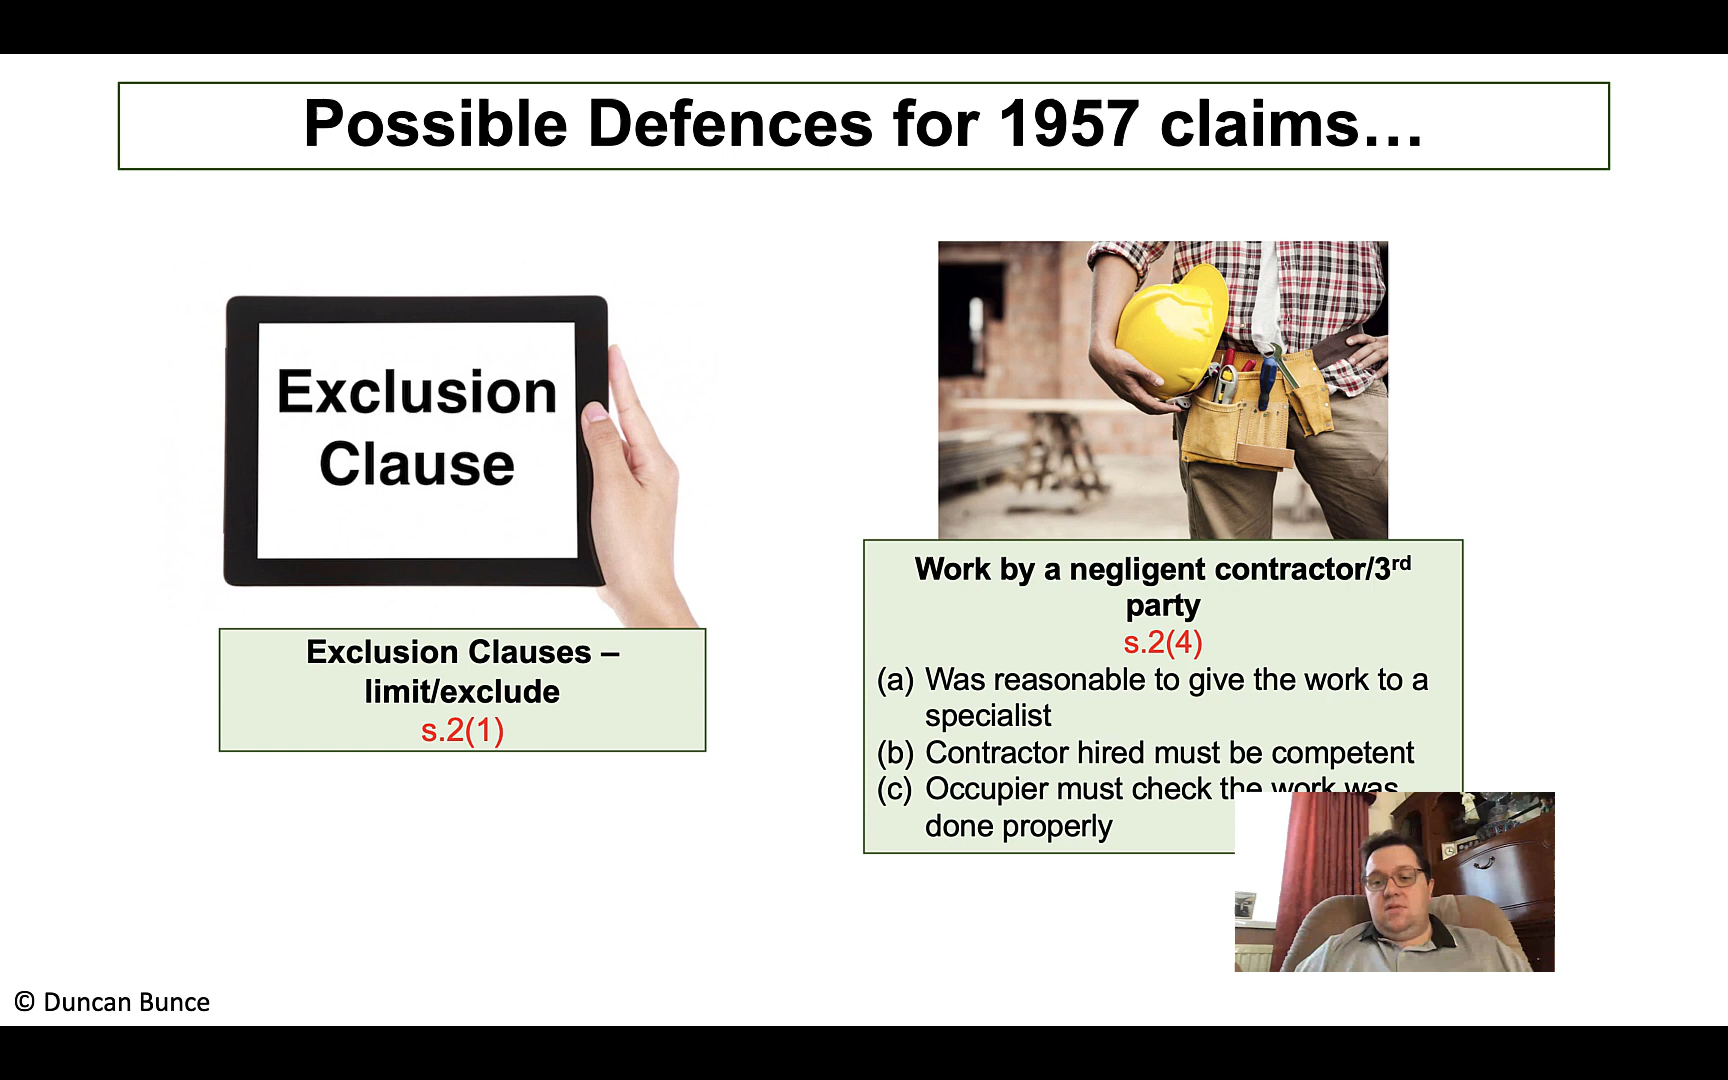 Possible Defences for 1957 claims…
Exclusion
Clause
Exclusion Clauses –
limit/exclude
s.2(1)
Work by a negligent contractor/3rd
party
s.2(4)
(a) Was reasonable to give the work to a
specialist
(b) Contractor hired must be competent
(c) Occupier must check the work was
done properly
© Duncan Bunce